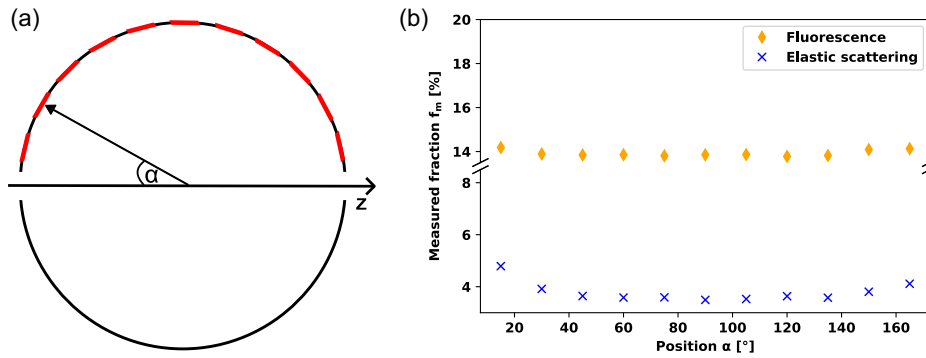 (a)
α
z
(b)
Measured fraction fₘ [%]
20
18
16
14
8
6
4
Fluorescence
Elastic scattering
20 40 60 80 100 120 140 160
Position α [°]